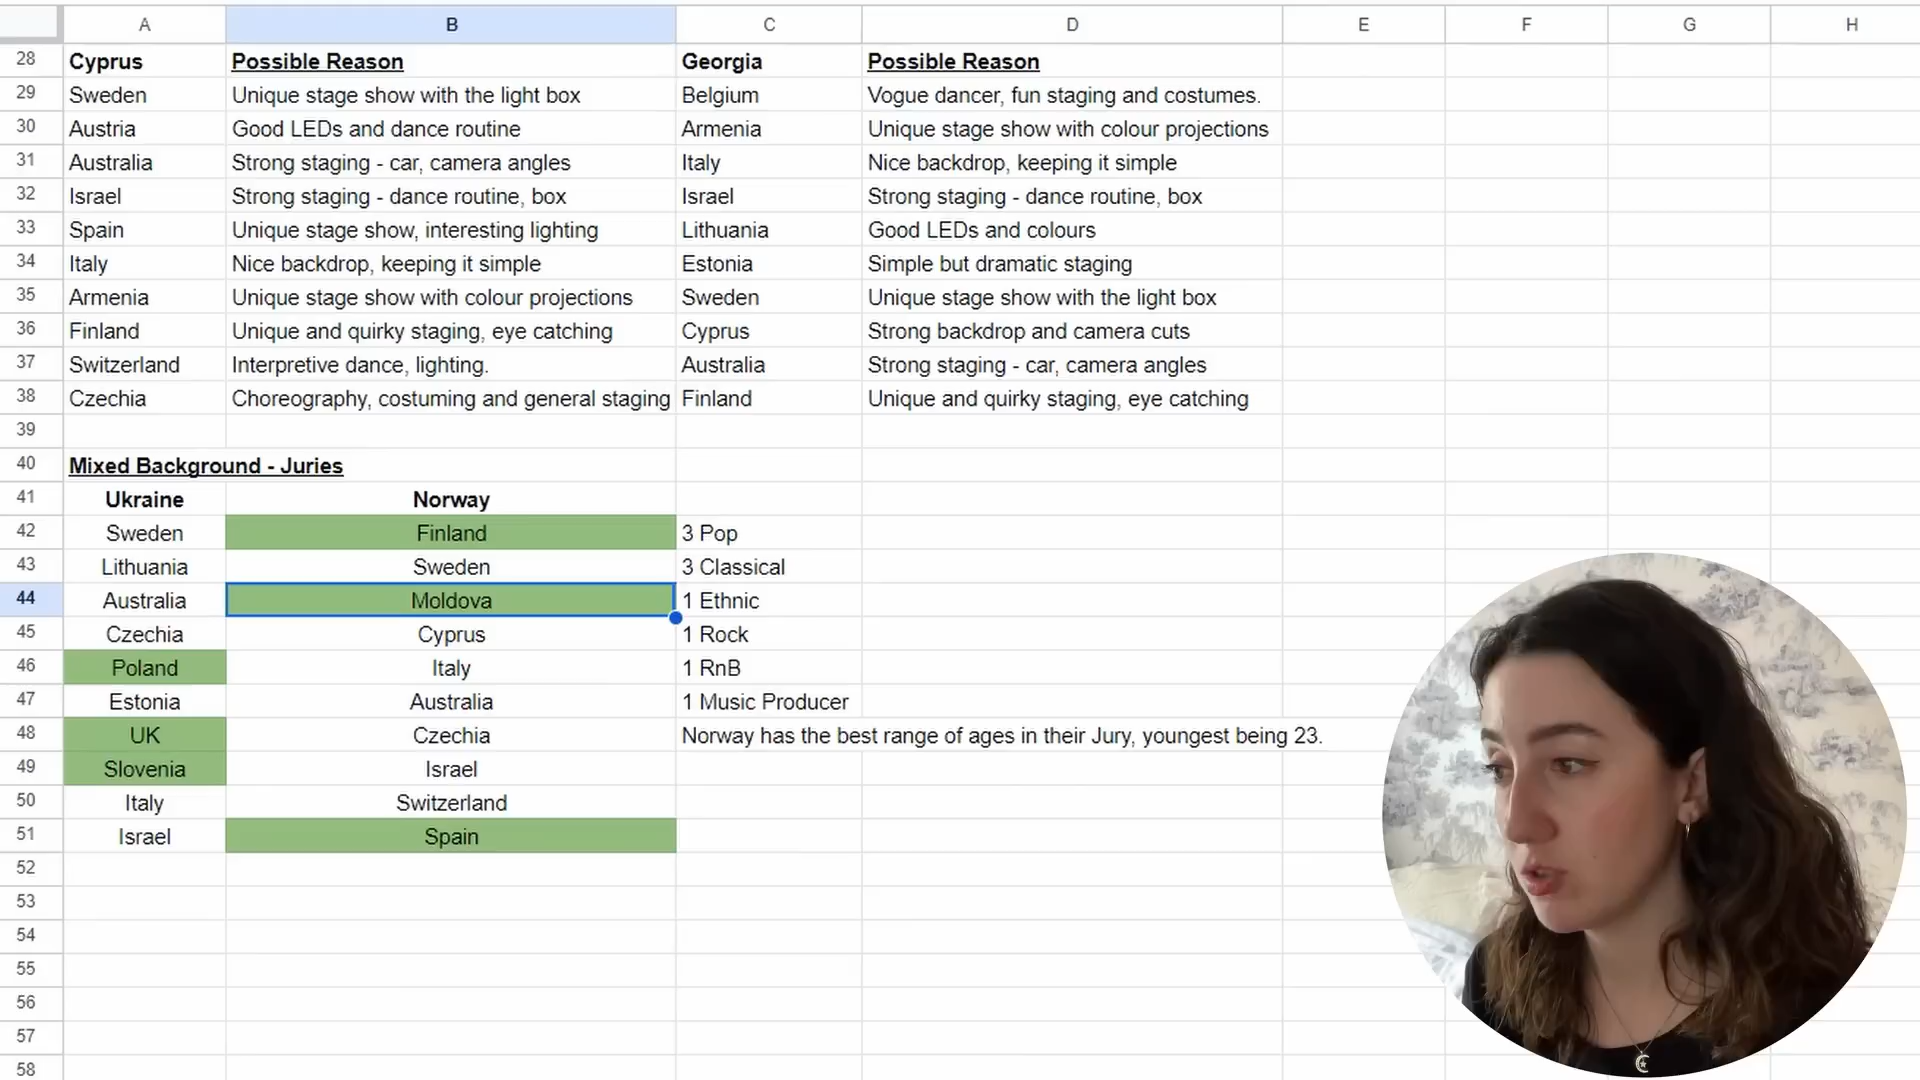 A B C D E F G H
28 Cyprus Possible Reason Georgia Possible Reason
29 Sweden Unique stage show with the light box Belgium Vogue dancer, fun staging and costumes.
30 Austria Good LEDs and dance routine Armenia Unique stage show with colour projections
31 Australia Strong staging - car, camera angles Italy Nice backdrop, keeping it simple
32 Israel Strong staging - dance routine, box Israel Strong staging - dance routine, box
33 Spain Unique stage show, interesting lighting Lithuania Good LEDs and colours
34 Italy Nice backdrop, keeping it simple Estonia Simple but dramatic staging
35 Armenia Unique stage show with colour projections Sweden Unique stage show with the light box
36 Finland Unique and quirky staging, eye catching Cyprus Strong backdrop and camera cuts
37 Switzerland Interpretive dance, lighting. Australia Strong staging - car, camera angles
38 Czechia Choreography, costuming and general staging Finland Unique and quirky staging, eye catching
39
40 Mixed Background - Juries
41 Ukraine Norway
42 Sweden Finland 3 Pop
43 Lithuania Sweden 3 Classical
44 Australia Moldova 1 Ethnic
45 Czechia Cyprus 1 Rock
46 Poland Italy 1 RnB
47 Estonia Australia 1 Music Producer
48 UK Czechia Norway has the best range of ages in their Jury, youngest being 23.
49 Slovenia Israel
50 Italy Switzerland
51 Israel Spain
52
53
54
55
56
57
58